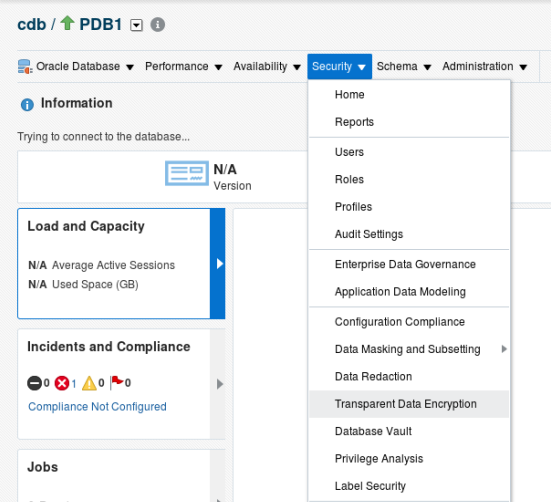 cdb / PDB1
Oracle Database Performance Availability Security Schema Administration
Information
Trying to connect to the database...
N/A
Version
Load and Capacity
N/A Average Active Sessions
N/A Used Space (GB)
Incidents and Compliance
0 1 0 0
Compliance Not Configured
Jobs
Home
Reports
Users
Roles
Profiles
Audit Settings
Enterprise Data Governance
Application Data Modeling
Configuration Compliance
Data Masking and Subsetting
Data Redaction
Transparent Data Encryption
Database Vault
Privilege Analysis
Label Security